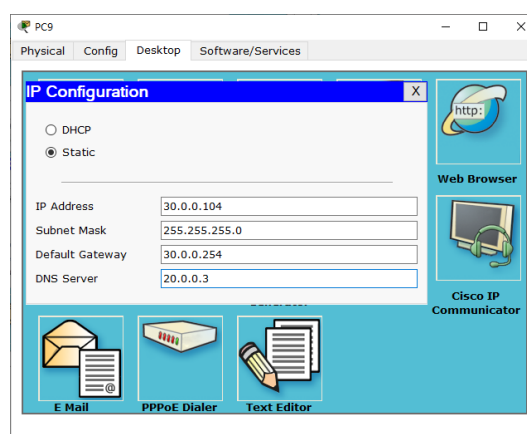 PC9
Physical Config Desktop Software/Services
IP Configuration X
http:
DHCP
Static
Web Browser
IP Address 30.0.0.104
Subnet Mask 255.255.255.0
Default Gateway 30.0.0.254
DNS Server 20.0.0.3
Cisco IP
Communicator
@
E Mail PPPoE Dialer Text Editor